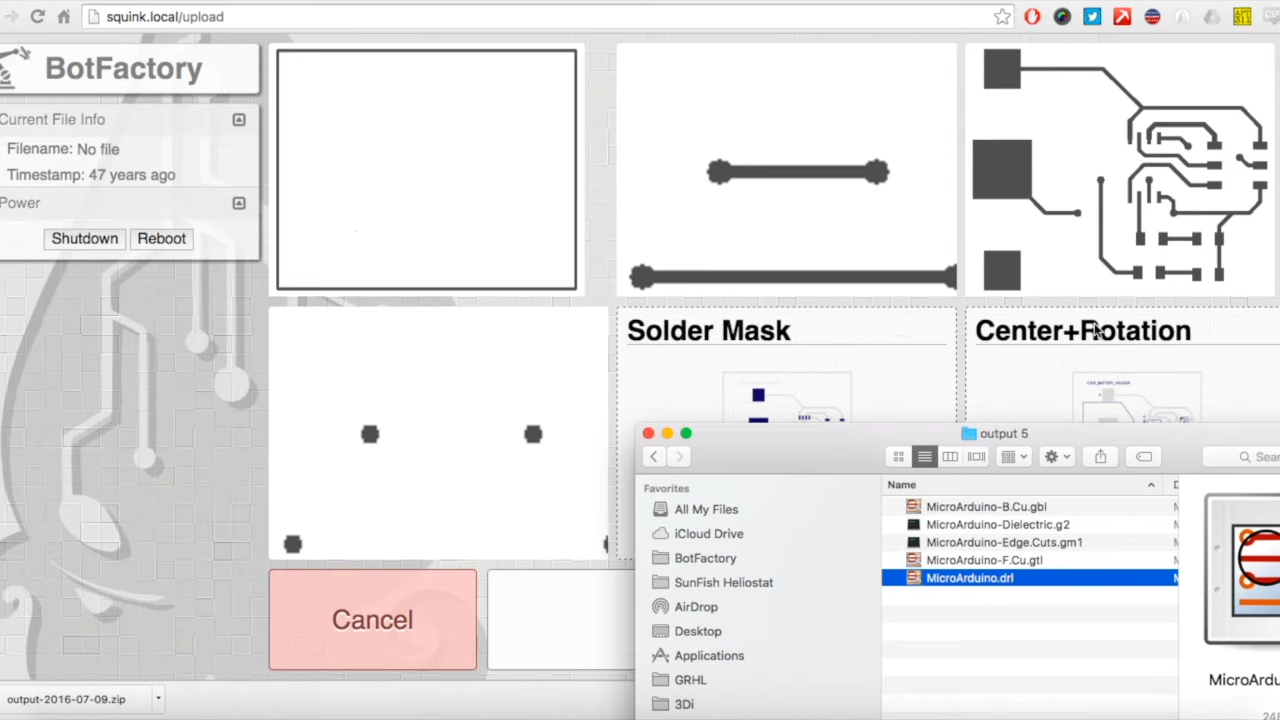 squink.local/upload
BotFactory
Current File Info
Filename: No file
Timestamp: 47 years ago
Power
Shutdown
Reboot
Solder Mask
Center+Rotation
Cancel
output 5
Favorites
All My Files
iCloud Drive
BotFactory
SunFish Heliostat
AirDrop
Desktop
Applications
GRHL
3Di
Name
MicroArduino-B.Cu.gbl
MicroArduino-Dielectric.g2
MicroArduino-Edge.Cuts.gm1
MicroArduino-F.Cu.gtl
MicroArduino.drl
Sear
MicroArdu
output-2016-07-09.zip